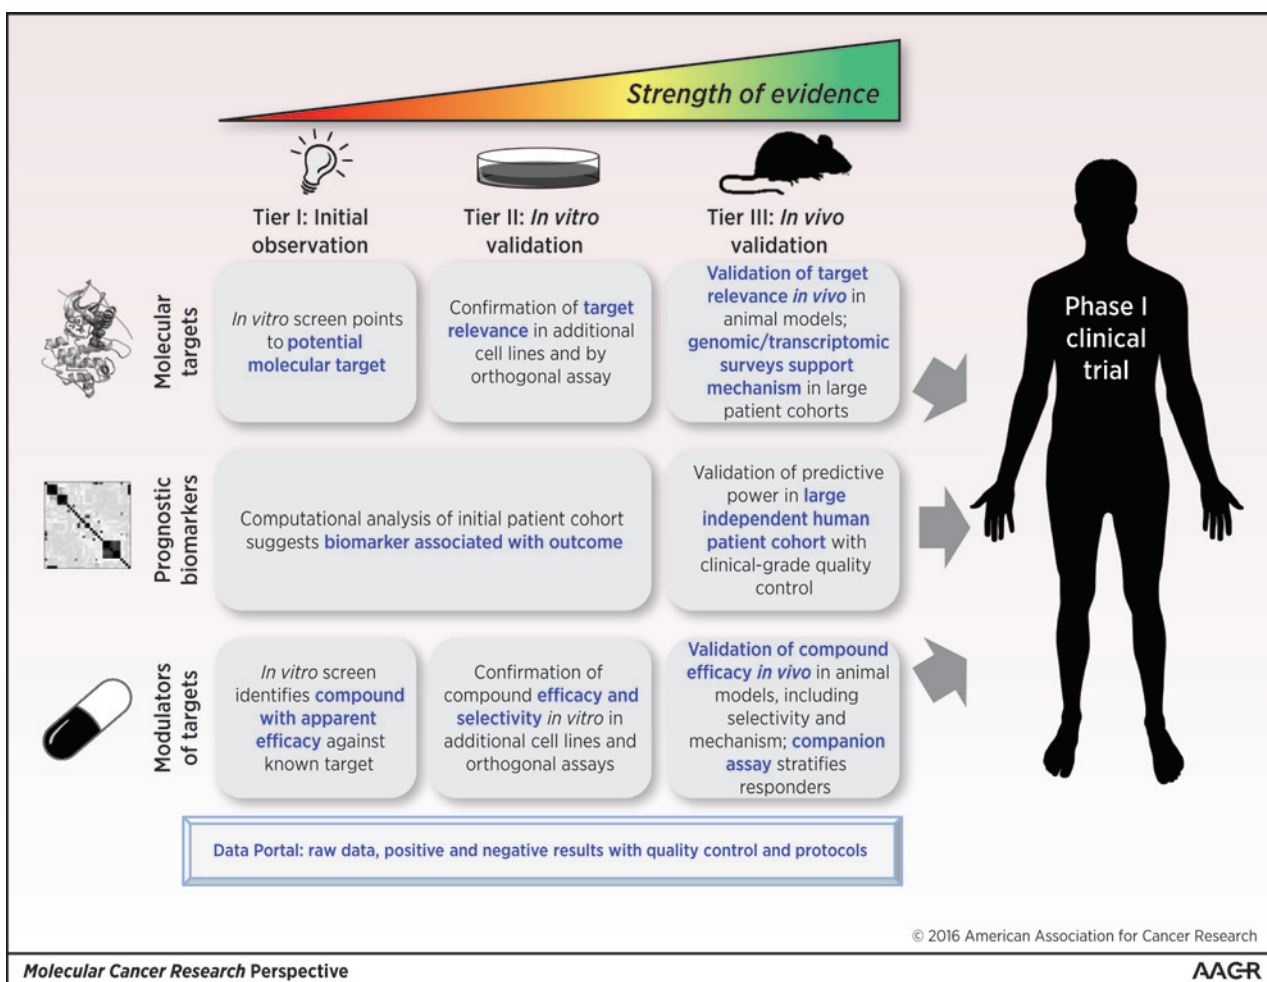 Strength of evidence
Tier I: Initial
observation
Tier II: In vitro
validation
Tier III: In vivo
validation
Molecular
targets
In vitro screen points
to potential
molecular target
Confirmation of target
relevance in additional
cell lines and by
orthogonal assay
Validation of target
relevance in vivo in
animal models;
genomic/transcriptomic
surveys support
mechanism in large
patient cohorts
Phase I
clinical
trial
Prognostic
biomarkers
Computational analysis of initial patient cohort
suggests biomarker associated with outcome
Validation of predictive
power in large
independent human
patient cohort with
clinical-grade quality
control
Modulators
of targets
In vitro screen
identifies compound
with apparent
efficacy against
known target
Confirmation of
compound efficacy and
selectivity in vitro in
additional cell lines and
orthogonal assays
Validation of compound
efficacy in vivo in animal
models, including
selectivity and
mechanism; companion
assay stratifies
responders
Data Portal: raw data, positive and negative results with quality control and protocols
© 2016 American Association for Cancer Research
Molecular Cancer Research Perspective
AACR